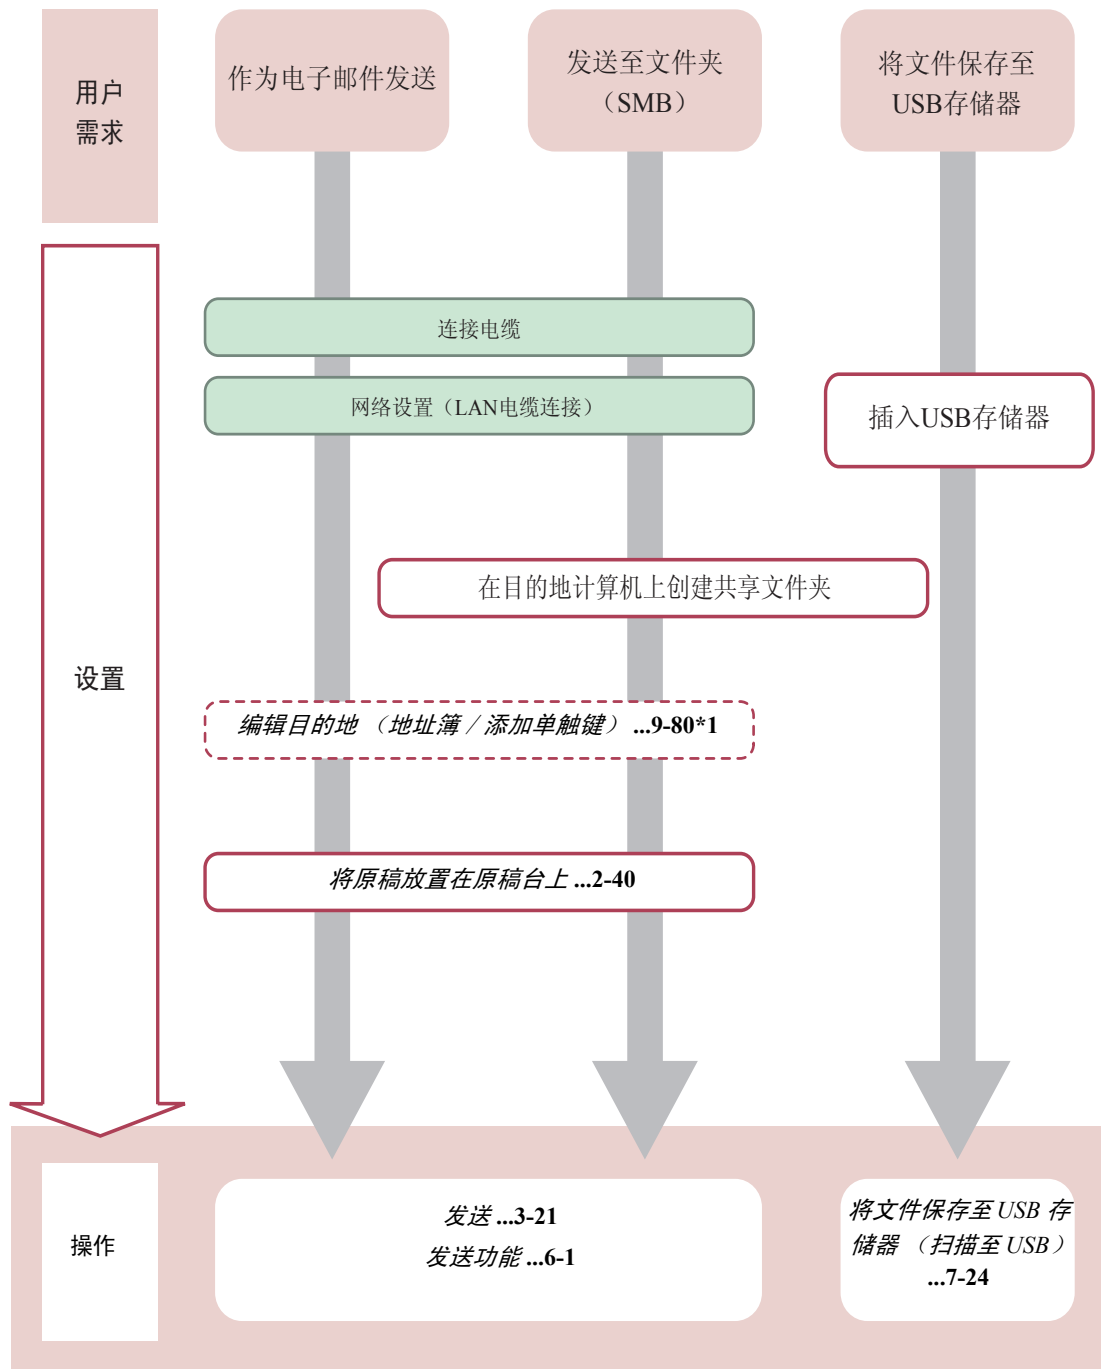 用户
需求
作为电子邮件发送
发送至文件夹
（SMB）
将文件保存至
USB存储器
设置
连接电缆
网络设置（LAN电缆连接）
插入USB存储器
在目的地计算机上创建共享文件夹
编辑目的地 （地址簿 / 添加单触键） ...9-80*1
将原稿放置在原稿台上 ...2-40
操作
发送 ...3-21
发送功能 ...6-1
将文件保存至 USB 存
储器 （扫描至 USB）
...7-24